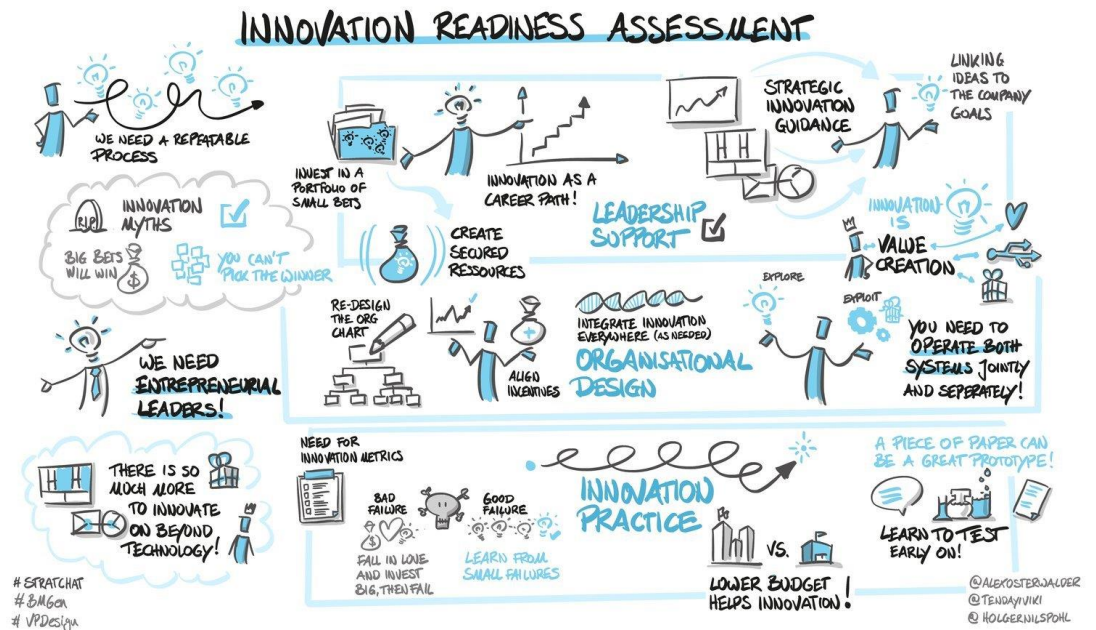 INNOVATION READINESS ASSESSMENT
WE NEED A REPEATABLE
PROCESS
INVEST IN A
PORTFOLIO OF
SMALL BETS
INNOVATION AS A
CAREER PATH!
STRATEGIC
INNOVATION
GUIDANCE
LINKING
IDEAS TO
THE COMPANY
GOALS
R.I.P
INNOVATION
MYTHS
BIG BETS
WILL WIN
$
YOU CAN'T
PICK THE WINNER
CREATE
SECURED
RESSOURCES
LEADERSHIP
SUPPORT
INNOVATION
IS
VALUE
CREATION
WE NEED
ENTREPRENEURIAL
LEADERS!
RE-DESIGN
THE ORG
CHART
ALIGN
INCENTIVES
INTEGRATE INNOVATION
EVERYWHERE (AS NEEDED)
ORGANISATIONAL
DESIGN
EXPLORE
EXPLOIT
YOU NEED TO
OPERATE BOTH
SYSTEMS JOINTLY
AND SEPERATELY!
THERE IS SO
MUCH MORE
TO INNOVATE
ON BEYOND
TECHNOLOGY!
NEED FOR
INNOVATION METRICS
BAD
FAILURE
FALL IN LOVE
AND INVEST
BIG, THEN FAIL
GOOD
FAILURE
LEARN FROM
SMALL FAILURES
INNOVATION
PRACTICE
VS.
LOWER BUDGET
HELPS INNOVATION!
A PIECE OF PAPER CAN
BE A GREAT PROTOTYPE!
LEARN TO TEST
EARLY ON!
# STRATCHAT
# BMGen
# VPDesign
@ALEXOSTERWALDER
@TENDAYIVIKI
@HOLGERNILSPOHL